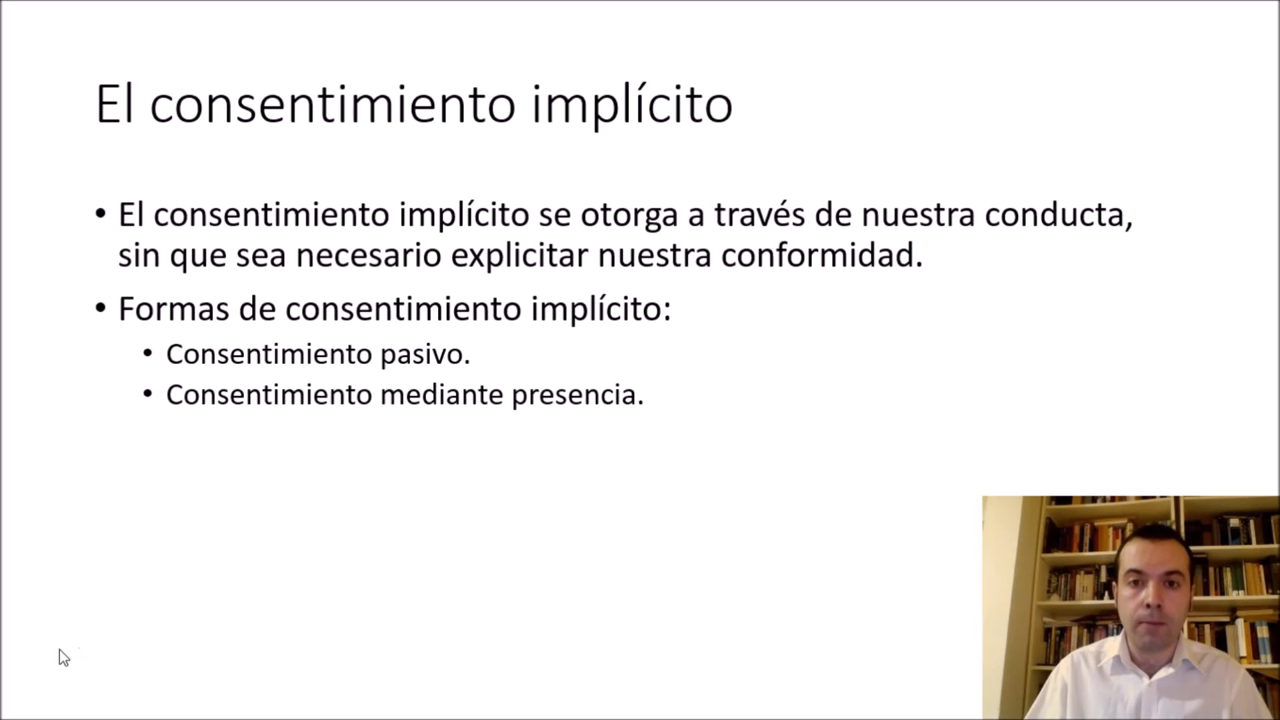 El consentimiento implícito
• El consentimiento implícito se otorga a través de nuestra conducta,
sin que sea necesario explicitar nuestra conformidad.
• Formas de consentimiento implícito:
• Consentimiento pasivo.
• Consentimiento mediante presencia.